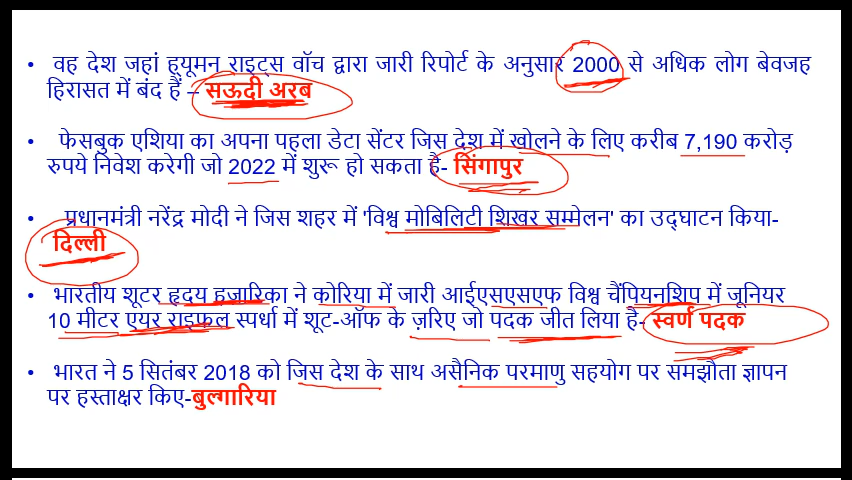 • वह देश जहां ह्यूमन राइट्स वॉच द्वारा जारी रिपोर्ट के अनुसार 2000 से अधिक लोग बेवजह
हिरासत में बंद हैं – सऊदी अरब
• फेसबुक एशिया का अपना पहला डेटा सेंटर जिस देश में खोलने के लिए करीब 7,190 करोड़
रुपये निवेश करेगी जो 2022 में शुरू हो सकता है- सिंगापुर
• प्रधानमंत्री नरेंद्र मोदी ने जिस शहर में 'विश्व मोबिलिटी शिखर सम्मेलन' का उद्घाटन किया-
दिल्ली
• भारतीय शूटर हृदय हजारिका ने कोरिया में जारी आईएसएसएफ विश्व चैंपियनशिप में जूनियर
10 मीटर एयर राइफल स्पर्धा में शूट-ऑफ के ज़रिए जो पदक जीत लिया है- स्वर्ण पदक
• भारत ने 5 सितंबर 2018 को जिस देश के साथ असैनिक परमाणु सहयोग पर समझौता ज्ञापन
पर हस्ताक्षर किए-बुल्गारिया